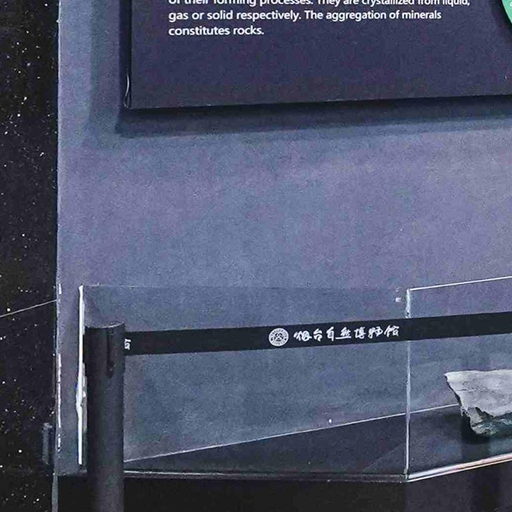 of their forming processes. They are crystallized from liquid,
gas or solid respectively. The aggregation of minerals
constitutes rocks.
馆
烟台自然博物馆